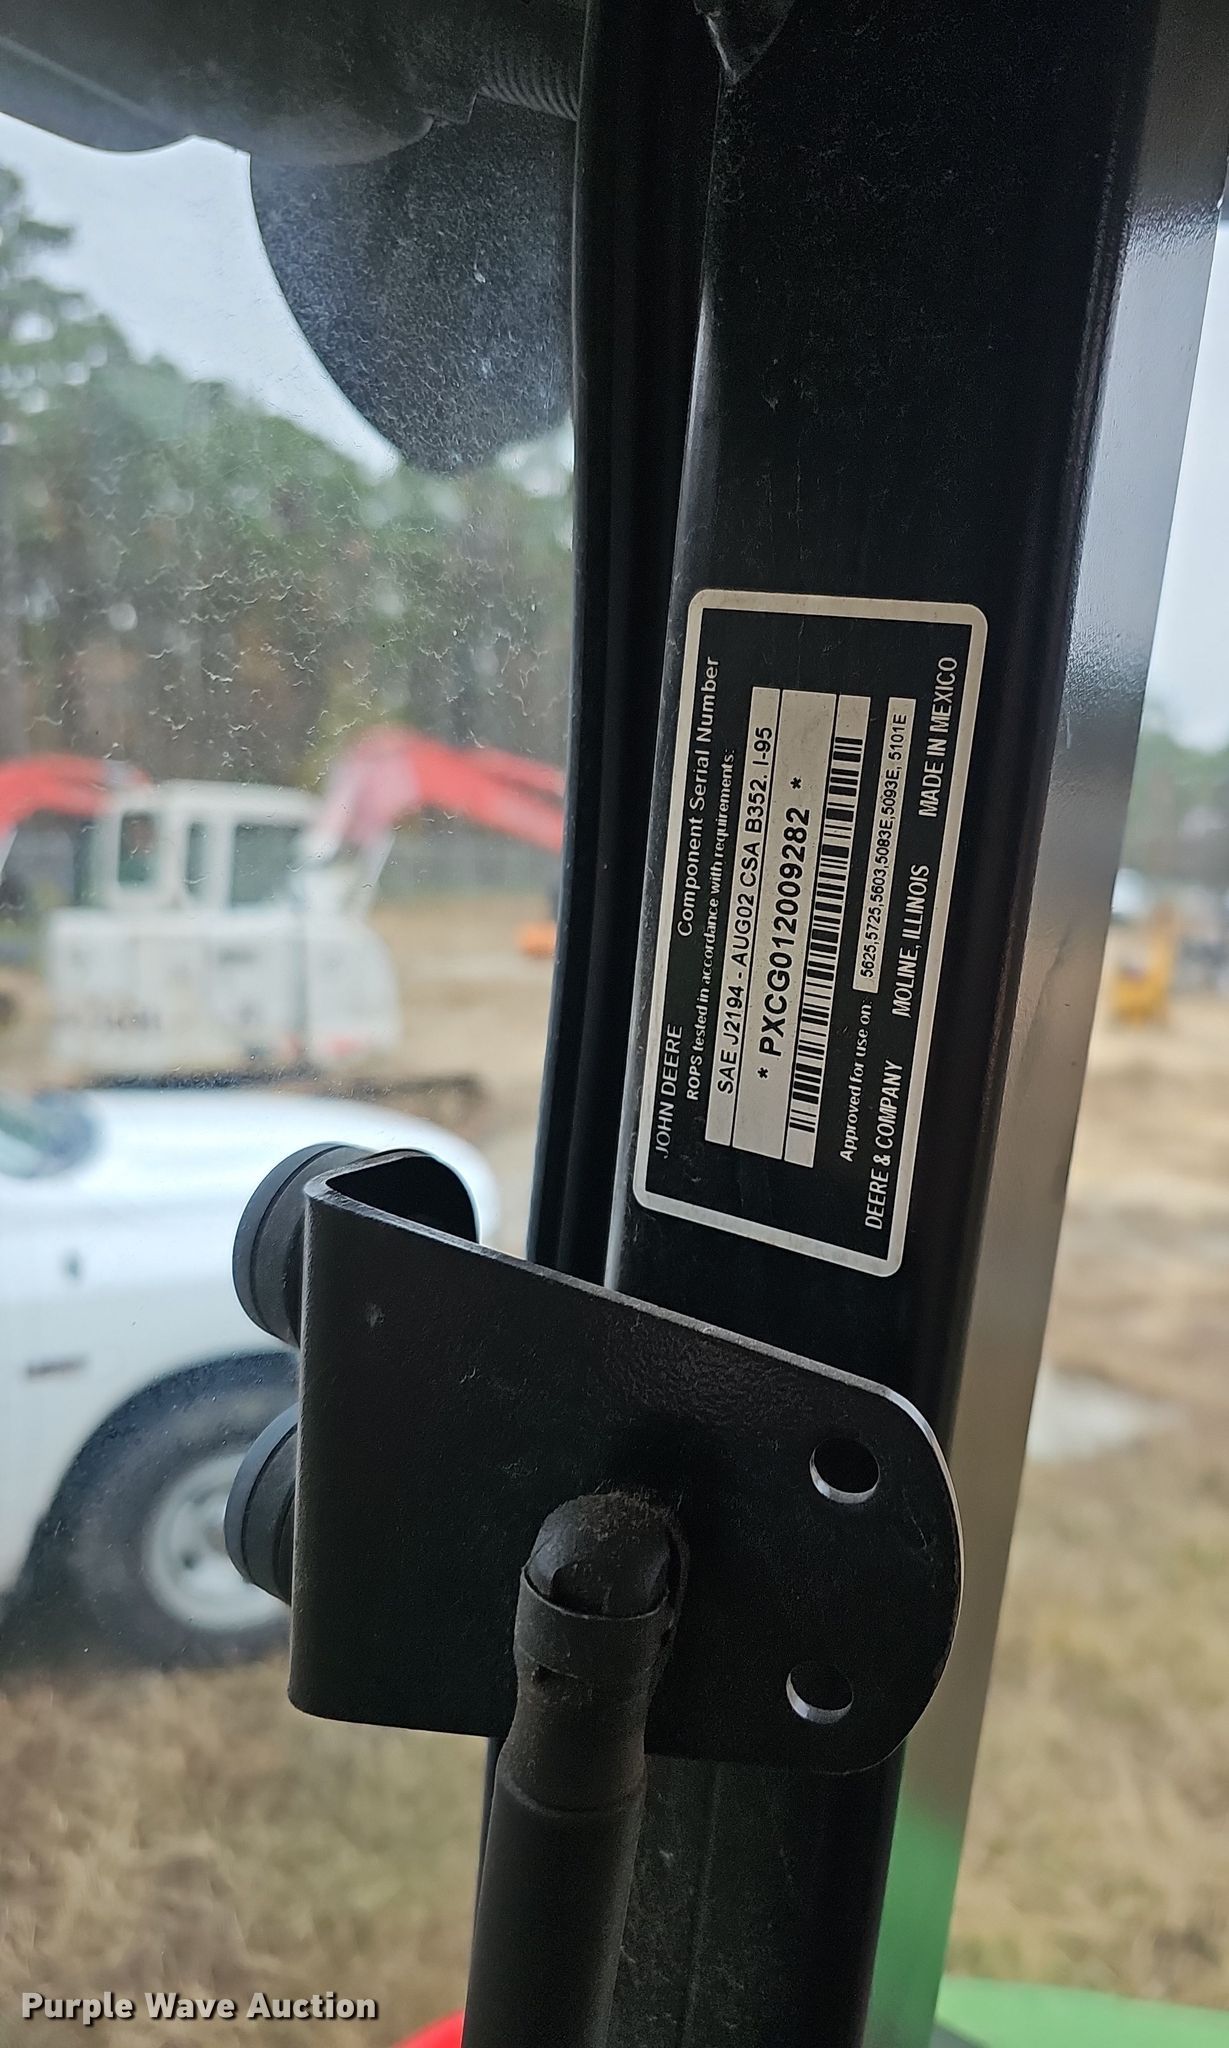 JOHN DEERE Component Serial Number
ROPS tested in accordance with requirements:
SAE J2194 - AUG02 CSA B352. I-95
* PXCG012009282 *
Approved for use on: 5625,5725,5603,5083E,5093E, 5101E
DEERE & COMPANY MOLINE, ILLINOIS MADE IN MEXICO
Purple Wave Auction